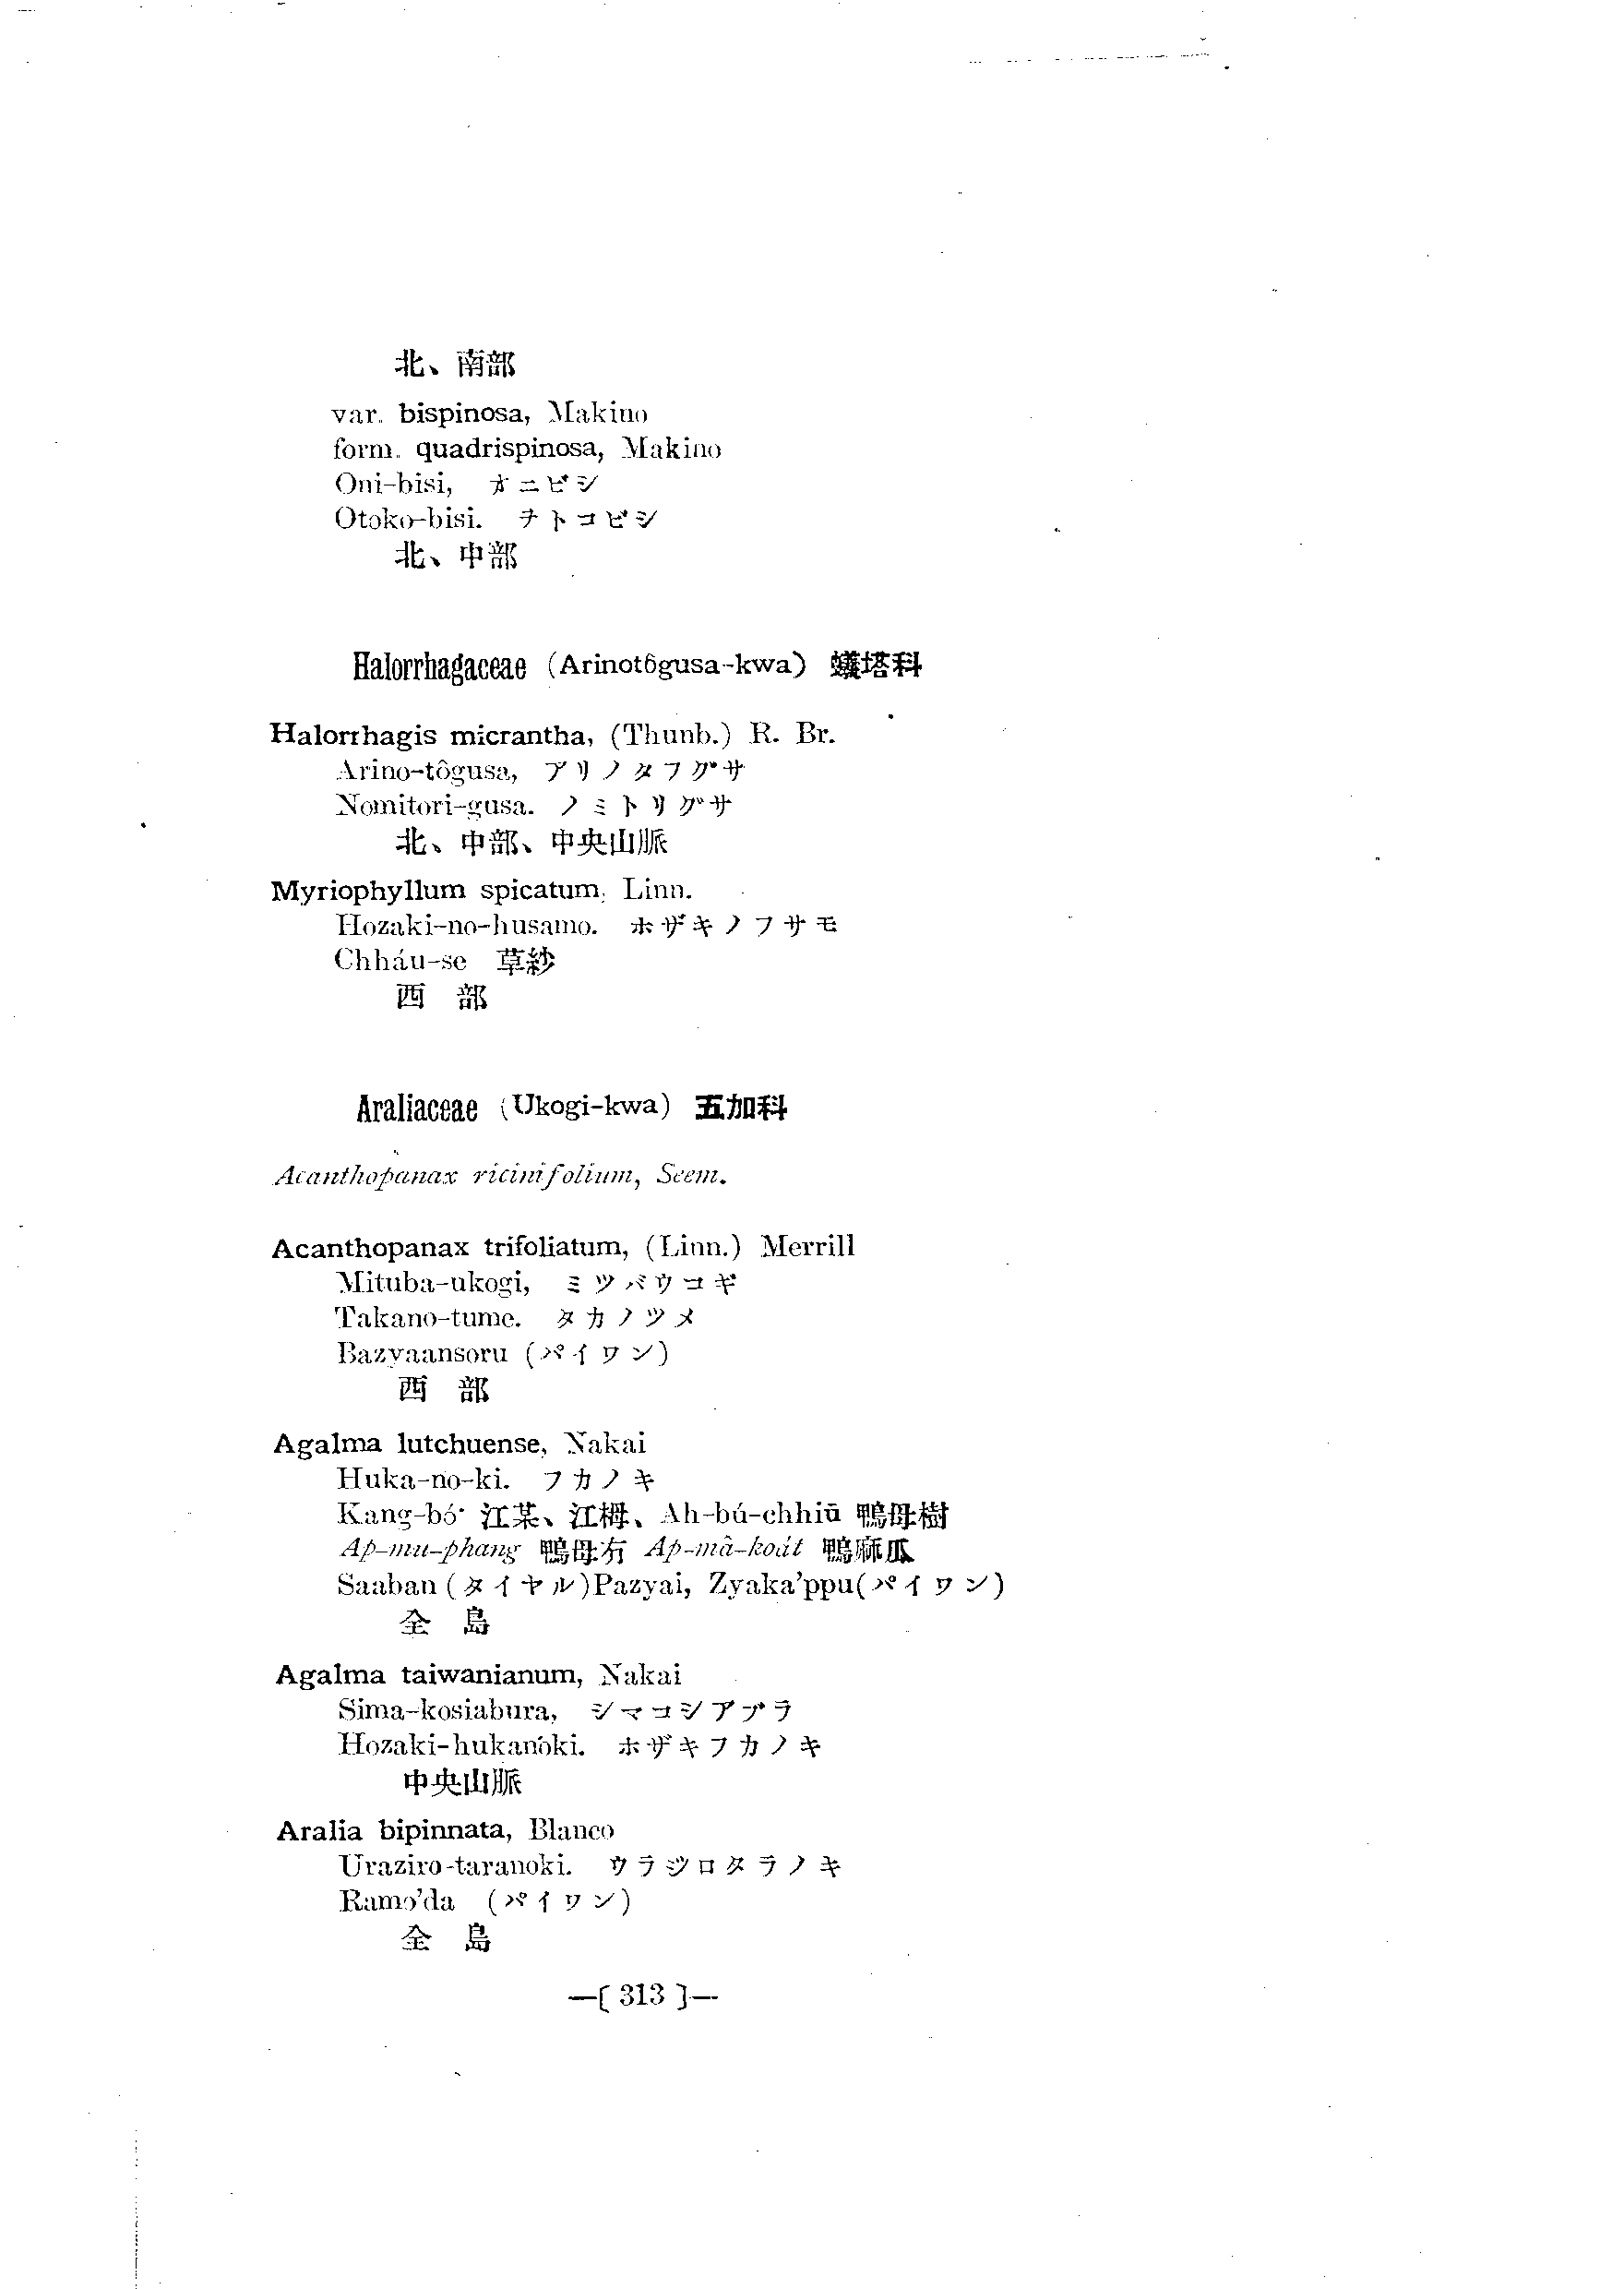 北、南部
var. bispinosa, Makino
form. quadrispinosa, Makino
Oni-bisi, オニビシ
Otoko-bisi. ヲトコビシ
北、中部
Halorrhagaceae (Arinotôgusa-kwa) 蟻塔科
Halorrhagis micrantha, (Thunb.) R. Br.
Arino-tôgusa, アリノタフグサ
Nomitori-gusa. ノミトリグサ
北、中部、中央山脈
Myriophyllum spicatum, Linn.
Hozaki-no-husamo. ホザキノフサモ
Chháu-se 草紗
西 部
Araliaceae (Ukogi-kwa) 五加科
Acanthopanax ricinifolium, Seem.
Acanthopanax trifoliatum, (Linn.) Merrill
Mituba-ukogi, ミツバウコギ
Takano-tume. タカノツメ
Bazyaansoru (パイワン)
西 部
Agalma lutchuense, Nakai
Huka-no-ki. フカノキ
Kang-bó· 江某、江栂、Ah-bú-chhiū 鴨母樹
Ap-mu-phang 鴨母 Ap-mâ-koát 鴨麻
Saaban (タイヤル)Pazyai, Zyaka'ppu(パイワン)
全 島
Agalma taiwanianum, Nakai
Sima-kosiabura, シマコシアブラ
Hozaki-hukanoki. ホザキフカノキ
中央山脈
Aralia bipinnata, Blanco
Uraziro-taranoki. ウラジロタラノキ
Ramo'da (パイワン)
全 島
—[ 313 ]—